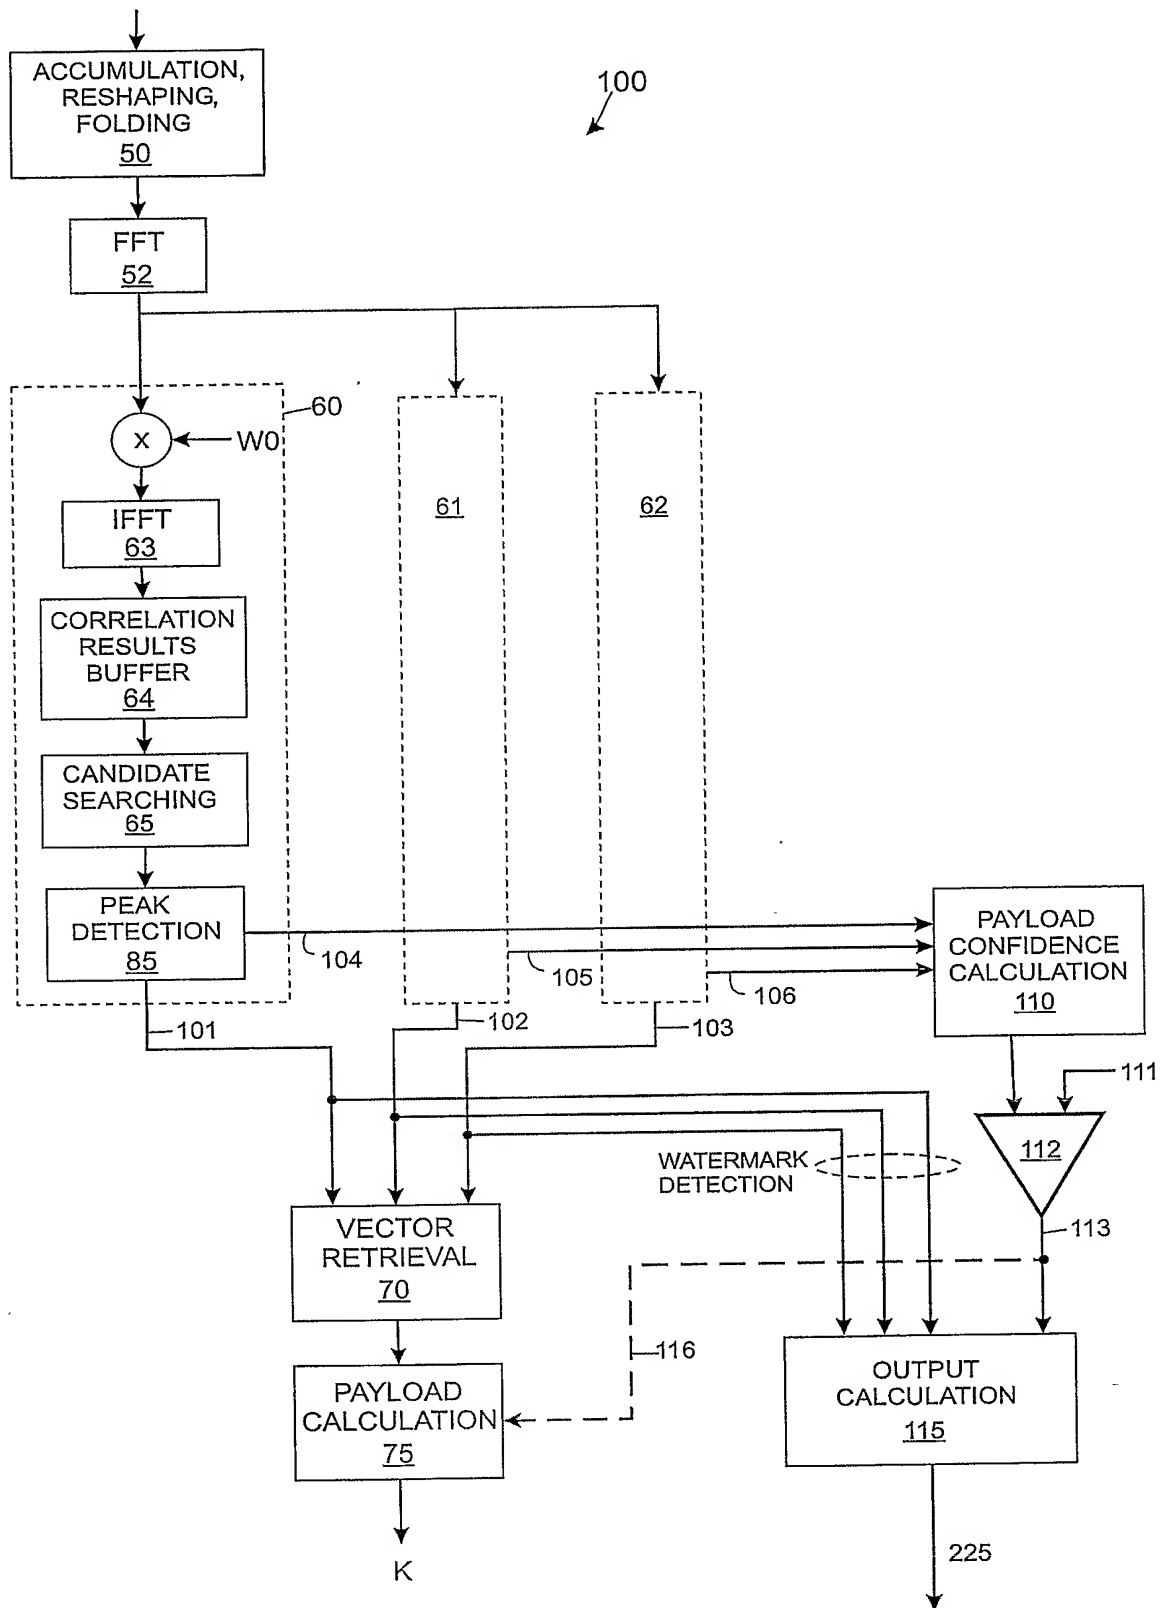 ACCUMULATION,
RESHAPING,
FOLDING
50
100
FFT
52
60
X
W0
IFFT
63
61
62
CORRELATION
RESULTS
BUFFER
64
CANDIDATE
SEARCHING
65
PEAK
DETECTION
85
104
105
106
PAYLOAD
CONFIDENCE
CALCULATION
110
101
102
103
111
112
WATERMARK
DETECTION
113
VECTOR
RETRIEVAL
70
116
PAYLOAD
CALCULATION
75
OUTPUT
CALCULATION
115
K
225